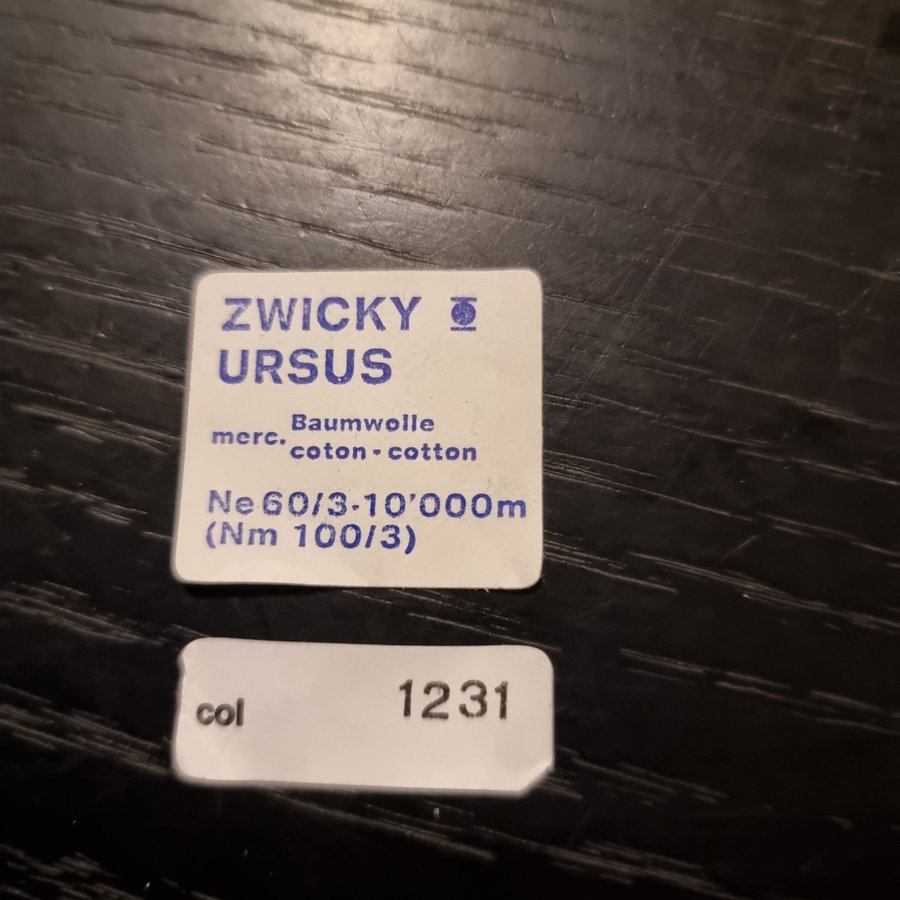 ZWICKY
URSUS
merc. Baumwolle
coton - cotton
Ne 60/3-10'000m
(Nm 100/3)
col 1231